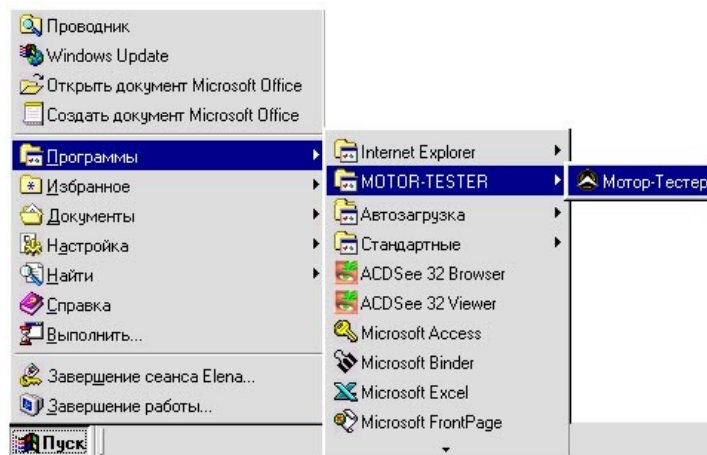 Проводник
Windows Update
Открыть документ Microsoft Office
Создать документ Microsoft Office
Программы
Избранное
Документы
Настройка
Найти
Справка
Выполнить...
Завершение сеанса Elena...
Завершение работы...
Пуск
Internet Explorer
MOTOR-TESTER
Автозагрузка
Стандартные
ACDSee 32 Browser
ACDSee 32 Viewer
Microsoft Access
Microsoft Binder
Microsoft Excel
Microsoft FrontPage
Мотор-Тестер